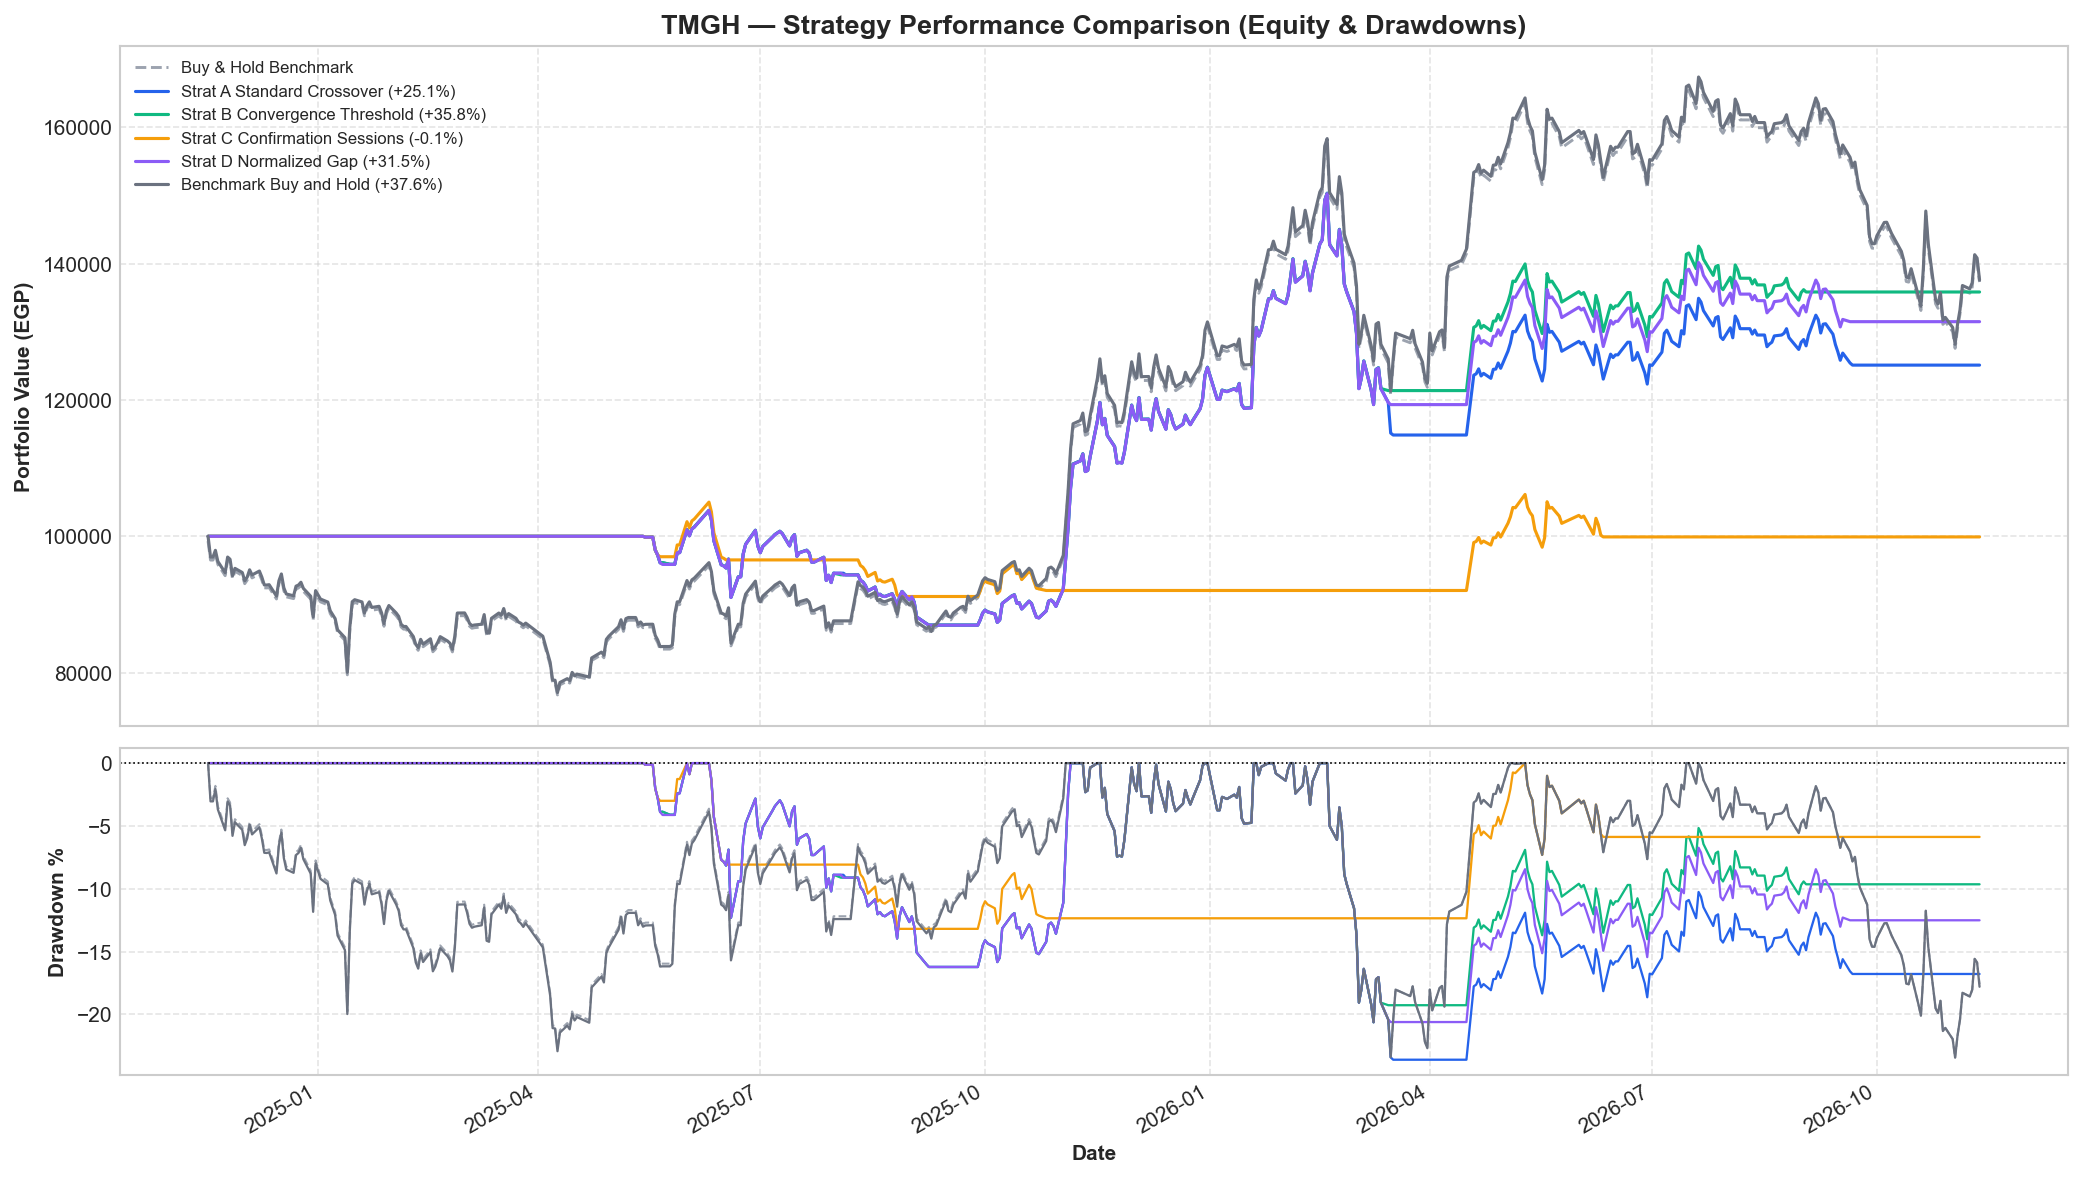 TMGH — Strategy Performance Comparison (Equity & Drawdowns)
Buy & Hold Benchmark
Strat A Standard Crossover (+25.1%)
Strat B Convergence Threshold (+35.8%)
Strat C Confirmation Sessions (-0.1%)
Strat D Normalized Gap (+31.5%)
Benchmark Buy and Hold (+37.6%)
Portfolio Value (EGP)
160000
140000
120000
100000
80000
Drawdown %
0
−5
−10
−15
−20
2025-01
2025-04
2025-07
2025-10
2026-01
2026-04
2026-07
2026-10
Date